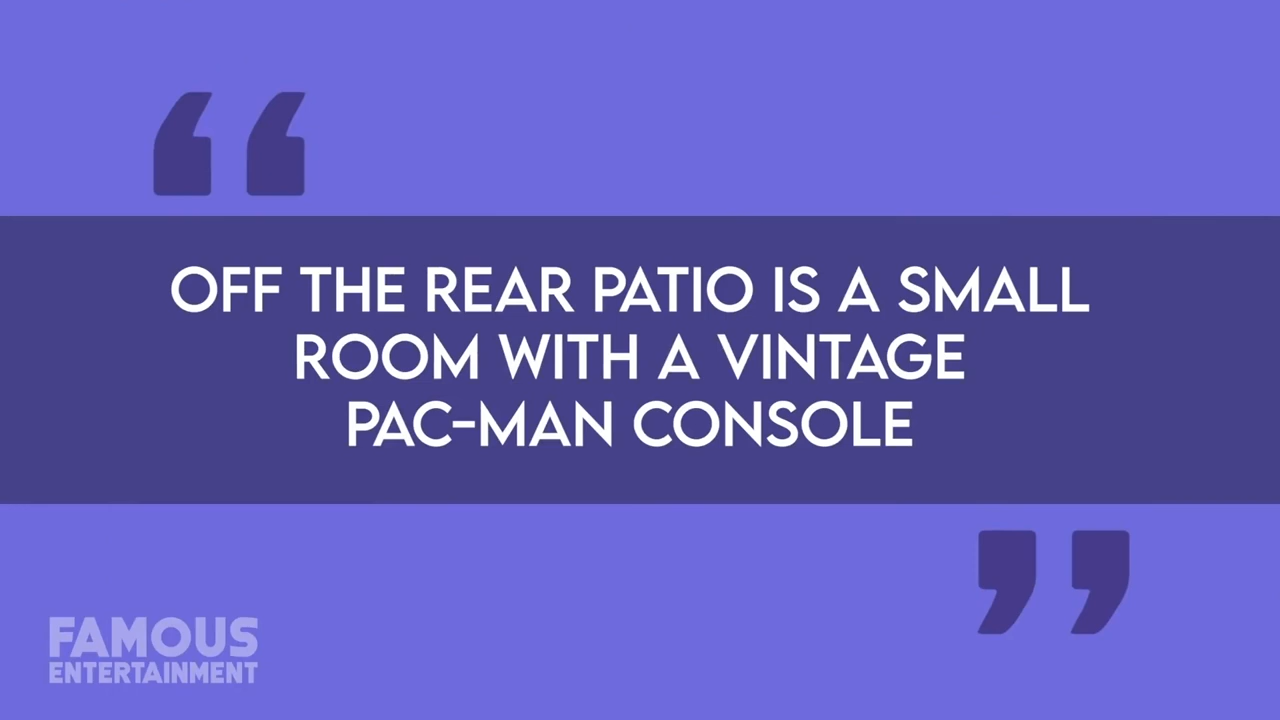 “
OFF THE REAR PATIO IS A SMALL
ROOM WITH A VINTAGE
PAC-MAN CONSOLE
”
FAMOUS
ENTERTAINMENT